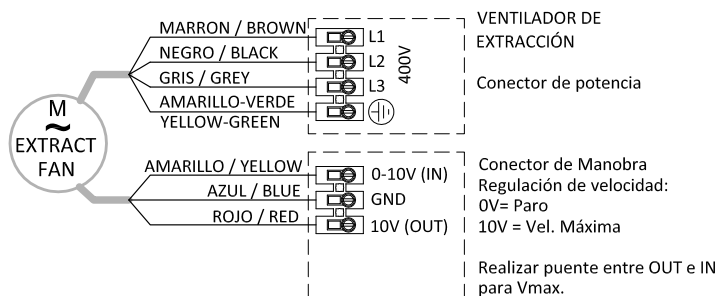 MARRON / BROWN
NEGRO / BLACK
GRIS / GREY
AMARILLO-VERDE
YELLOW-GREEN
L1
L2
L3
400V
VENTILADOR DE
EXTRACCIÓN
Conector de potencia
M
~
EXTRACT
FAN
AMARILLO / YELLOW
AZUL / BLUE
ROJO / RED
0-10V (IN)
GND
10V (OUT)
Conector de Manobra
Regulación de velocidad:
0V= Paro
10V = Vel. Máxima
Realizar puente entre OUT e IN
para Vmax.